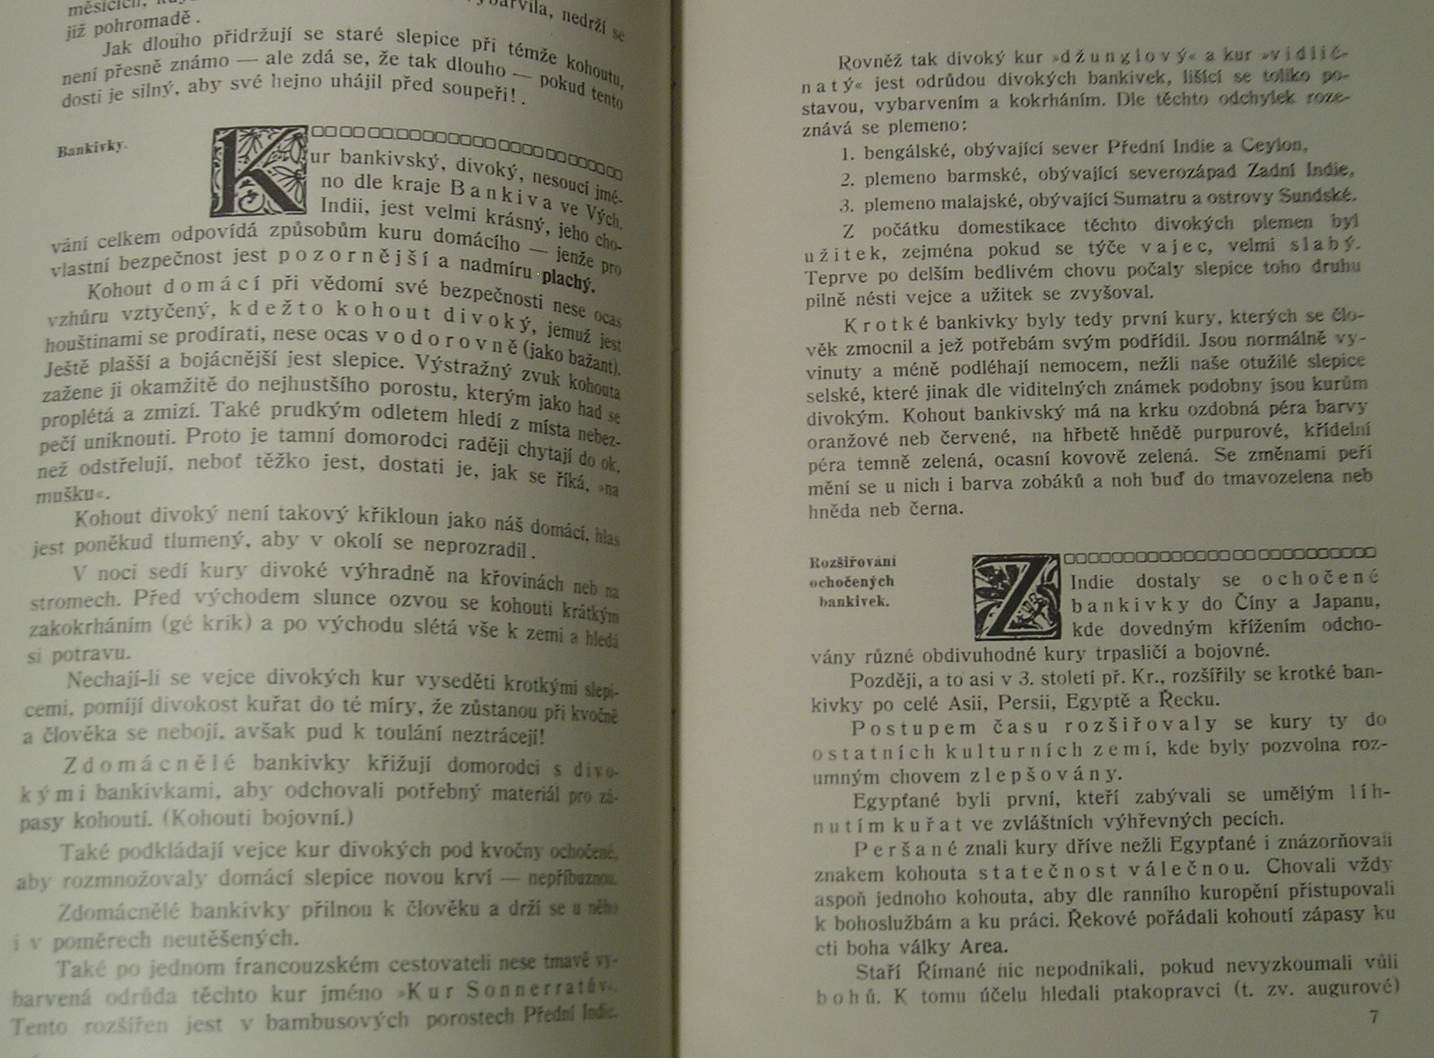 již pohromadě.
Jak dlouho přidržují se staré slepice při témže kohoutu,
není přesně známo — ale zdá se, že tak dlouho — pokud tento
dosti je silný, aby své hejno uhájil před soupeři!.
Bankivky.
Kur bankivský, divoký, nesoucí jmé-
no dle kraje Bankiva ve Vých.
Indii, jest velmi krásný, jeho cho-
vání celkem odpovídá způsobům kuru domácího — jenže pro
vlastní bezpečnost jest pozornější a nadmíru plachý.
Kohout domácí při vědomí své bezpečnosti nese ocas
vzhůru vztyčený, kdežto kohout divoký, jemuž jest
houštinami se prodírati, nese ocas vodorovně (jako bažant).
Ještě plašší a bojácnější jest slepice. Výstražný zvuk kohouta
zažene ji okamžitě do nejhustšího porostu, kterým jako had se
proplétá a zmizí. Také prudkým odletem hledí z místa nebez-
pečí uniknouti. Proto je tamní domorodci raději chytají do ok,
než odstřelují, neboť těžko jest, dostati je, jak se říká, »na
mušku«.
Kohout divoký není takový křikloun jako náš domácí, hlas
jest poněkud tlumený, aby v okolí se neprozradil.
V noci sedí kury divoké výhradně na křovinách neb na
stromech. Před východem slunce ozvou se kohouti krátkým
zakokrháním (gé krik) a po východu slétá vše k zemi a hledá
si potravu.
Nechají-li se vejce divokých kur vyseděti krotkými slepi-
cemi, pomíjí divokost kuřat do té míry, že zůstanou při kvočně
a člověka se nebojí, avšak pud k toulání neztrácejí!
Zdomácnělé bankivky křižují domorodci s divo-
kými bankivkami, aby odchovali potřebný materiál pro zá-
pasy kohoutí. (Kohouti bojovní.)
Také podkládají vejce kur divokých pod kvočny ochočené,
aby rozmnožovaly domácí slepice novou krví — nepříbuznou.
Zdomácnělé bankivky přilnou k člověku a drží se u něho
i v poměrech neutěšených.
Také po jednom francouzském cestovateli nese tmavě vy-
barvená odrůda těchto kur jméno »Kur Sonnerratův«.
Tento rozšířen jest v bambusových porostech Přední Indie.
Rovněž tak divoký kur »džunglový« a kur »vidlič-
natý« jest odrůdou divokých bankivek, lišící se toliko po-
stavou, vybarvením a kokrháním. Dle těchto odchylek roze-
znává se plemeno:
1. bengálské, obývající sever Přední Indie a Ceylon,
2. plemeno barmské, obývající severozápad Zadní Indie,
3. plemeno malajské, obývající Sumatru a ostrovy Sundské.
Z počátku domestikace těchto divokých plemen byl
užitek, zejména pokud se týče vajec, velmi slabý.
Teprve po delším bedlivém chovu počaly slepice toho druhu
pilně nésti vejce a užitek se zvyšoval.
Krotké bankivky byly tedy první kury, kterých se člo-
věk zmocnil a jež potřebám svým podřídil. Jsou normálně vy-
vinuty a méně podléhají nemocem, nežli naše otužilé slepice
selské, které jinak dle viditelných známek podobny jsou kurům
divokým. Kohout bankivský má na krku ozdobná péra barvy
oranžové neb červené, na hřbetě hnědě purpurové, křídelní
péra temně zelená, ocasní kovově zelená. Se změnami peří
mění se u nich i barva zobáků a noh buď do tmavozelena neb
hněda neb černa.
Rozšiřování
ochočených
bankivek.
Z Indie dostaly se ochočené
bankivky do Číny a Japanu,
kde dovedným křížením odcho-
vány různé obdivuhodné kury trpasličí a bojovné.
Později, a to asi v 3. století př. Kr., rozšířily se krotké ban-
kivky po celé Asii, Persii, Egyptě a Řecku.
Postupem času rozšiřovaly se kury ty do
ostatních kulturních zemí, kde byly pozvolna roz-
umným chovem zlepšovány.
Egypťané byli první, kteří zabývali se umělým líh-
nutím kuřat ve zvláštních výhřevných pecích.
Peršané znali kury dříve nežli Egypťané i znázorňovali
znakem kohouta statečnost válečnou. Chovali vždy
aspoň jednoho kohouta, aby dle ranního kuropění přistupovali
k bohoslužbám a ku práci. Řekové pořádali kohoutí zápasy ku
cti boha války Area.
Staří Římané nic nepodnikali, pokud nevyzkoumali vůli
bohů. K tomu účelu hledali ptakopravci (t. zv. augurové)
7